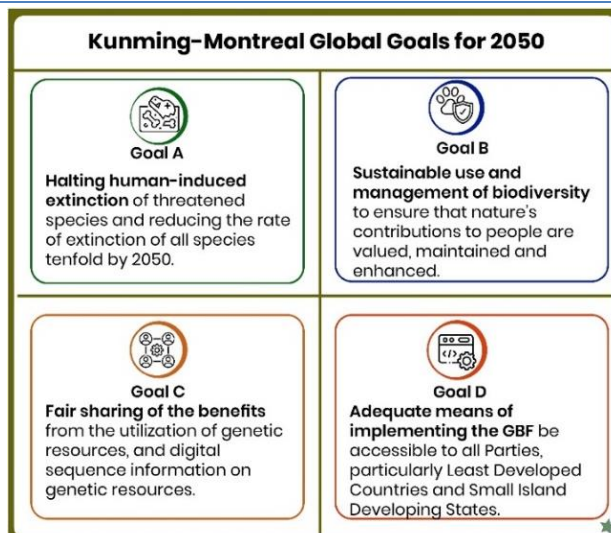 Kunming-Montreal Global Goals for 2050
Goal A
Halting human-induced
extinction of threatened
species and reducing the rate
of extinction of all species
tenfold by 2050.
Goal B
Sustainable use and
management of biodiversity
to ensure that nature's
contributions to people are
valued, maintained and
enhanced.
Goal C
Fair sharing of the benefits
from the utilization of genetic
resources, and digital
sequence information on
genetic resources.
Goal D
Adequate means of
implementing the GBF be
accessible to all Parties,
particularly Least Developed
Countries and Small Island
Developing States.